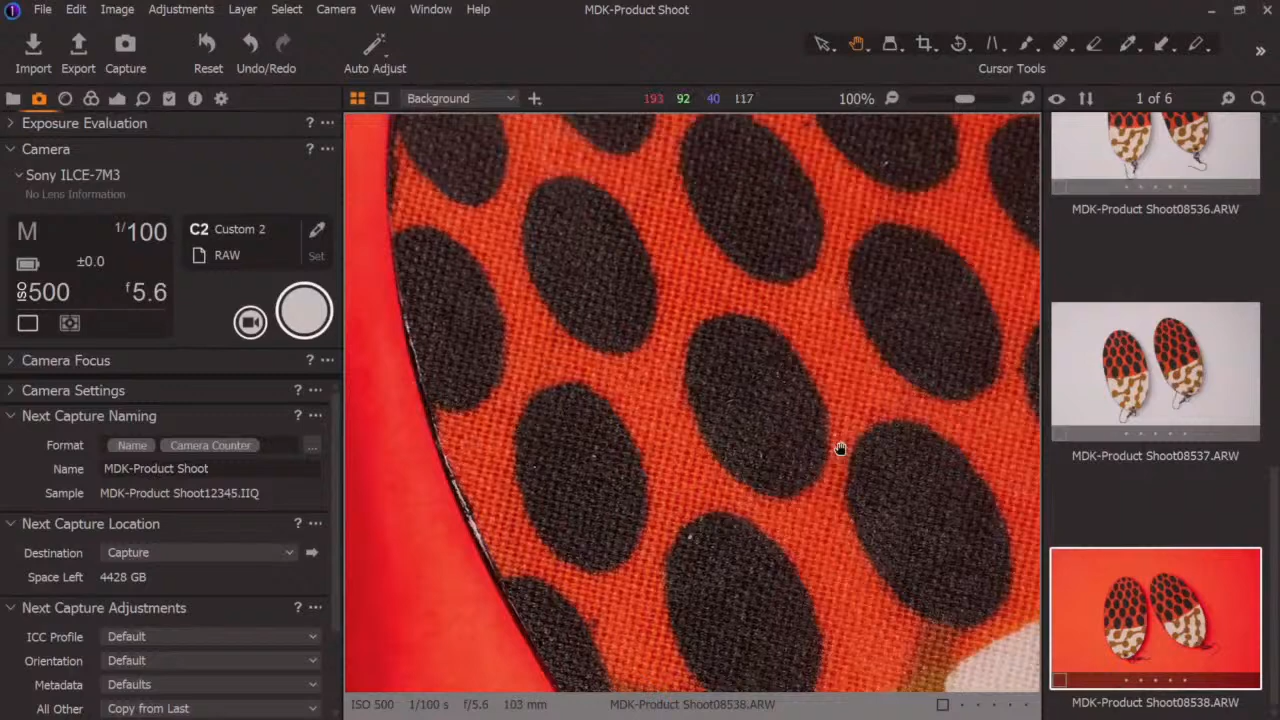 File Edit Image Adjustments Layer Select Camera View Window Help
MDK-Product Shoot
Import Export Capture Reset Undo/Redo Auto Adjust
Cursor Tools
Background
193 92 40 117
100%
1 of 6
Exposure Evaluation
Camera
Sony ILCE-7M3
No Lens Information
M 1/100
±0.0
ISO 500 f 5.6
C2 Custom 2
RAW
Set
Camera Focus
Camera Settings
Next Capture Naming
Format Name Camera Counter ...
Name MDK-Product Shoot
Sample MDK-Product Shoot12345.IIQ
Next Capture Location
Destination Capture
Space Left 4428 GB
Next Capture Adjustments
ICC Profile Default
Orientation Default
Metadata Defaults
All Other Copy from Last
ISO 500 1/100 s f/5.6 103 mm MDK-Product Shoot08538.ARW
MDK-Product Shoot08536.ARW
MDK-Product Shoot08537.ARW
MDK-Product Shoot08538.ARW